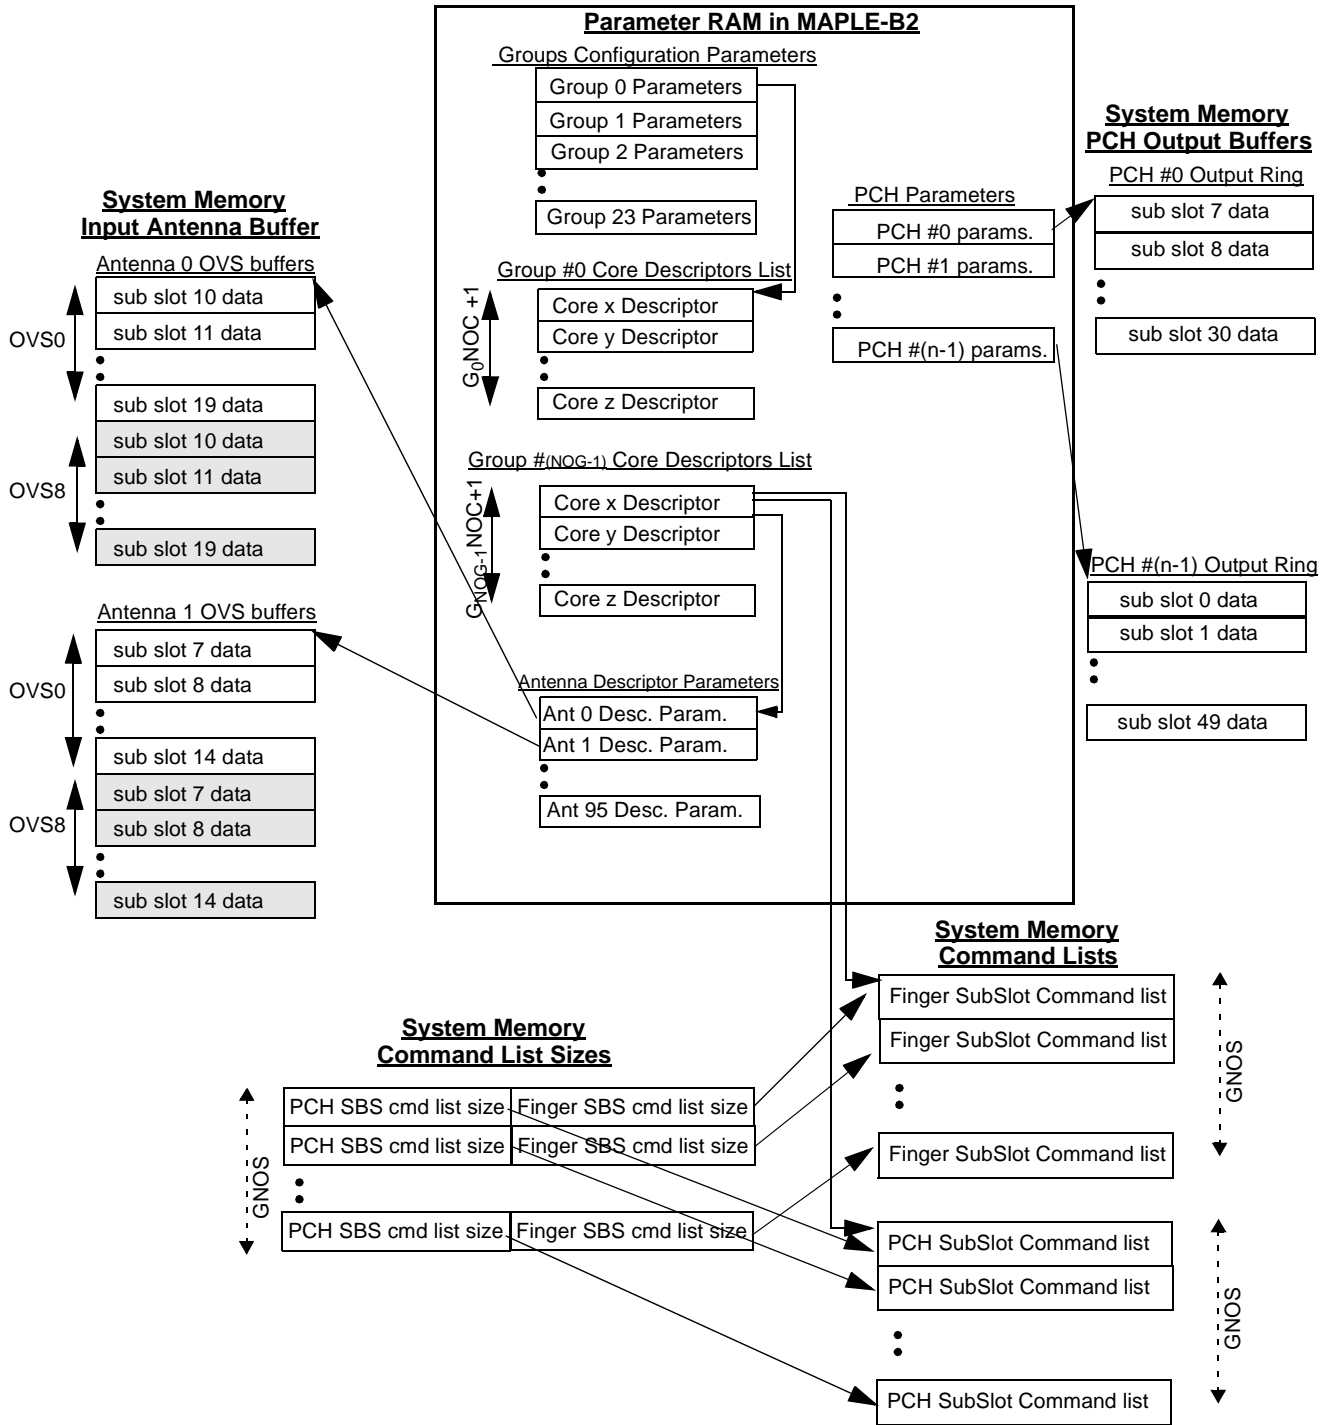 Parameter RAM in MAPLE-B2
Groups Configuration Parameters
Group 0 Parameters
Group 1 Parameters
Group 2 Parameters
Group 23 Parameters
Group #0 Core Descriptors List
G0NOC +1
Core x Descriptor
Core y Descriptor
Core z Descriptor
Group #(NOG-1) Core Descriptors List
GNOG-1NOC+1
Core x Descriptor
Core y Descriptor
Core z Descriptor
Antenna Descriptor Parameters
Ant 0 Desc. Param.
Ant 1 Desc. Param.
Ant 95 Desc. Param.
PCH Parameters
PCH #0 params.
PCH #1 params.
PCH #(n-1) params.
System Memory
PCH Output Buffers
PCH #0 Output Ring
sub slot 7 data
sub slot 8 data
sub slot 30 data
PCH #(n-1) Output Ring
sub slot 0 data
sub slot 1 data
sub slot 49 data
System Memory
Input Antenna Buffer
Antenna 0 OVS buffers
OVS0
sub slot 10 data
sub slot 11 data
sub slot 19 data
OVS8
sub slot 10 data
sub slot 11 data
sub slot 19 data
Antenna 1 OVS buffers
OVS0
sub slot 7 data
sub slot 8 data
sub slot 14 data
OVS8
sub slot 7 data
sub slot 8 data
sub slot 14 data
System Memory
Command List Sizes
GNOS
PCH SBS cmd list size Finger SBS cmd list size
PCH SBS cmd list size Finger SBS cmd list size
PCH SBS cmd list size Finger SBS cmd list size
System Memory
Command Lists
Finger SubSlot Command list
Finger SubSlot Command list
Finger SubSlot Command list
GNOS
PCH SubSlot Command list
PCH SubSlot Command list
PCH SubSlot Command list
GNOS